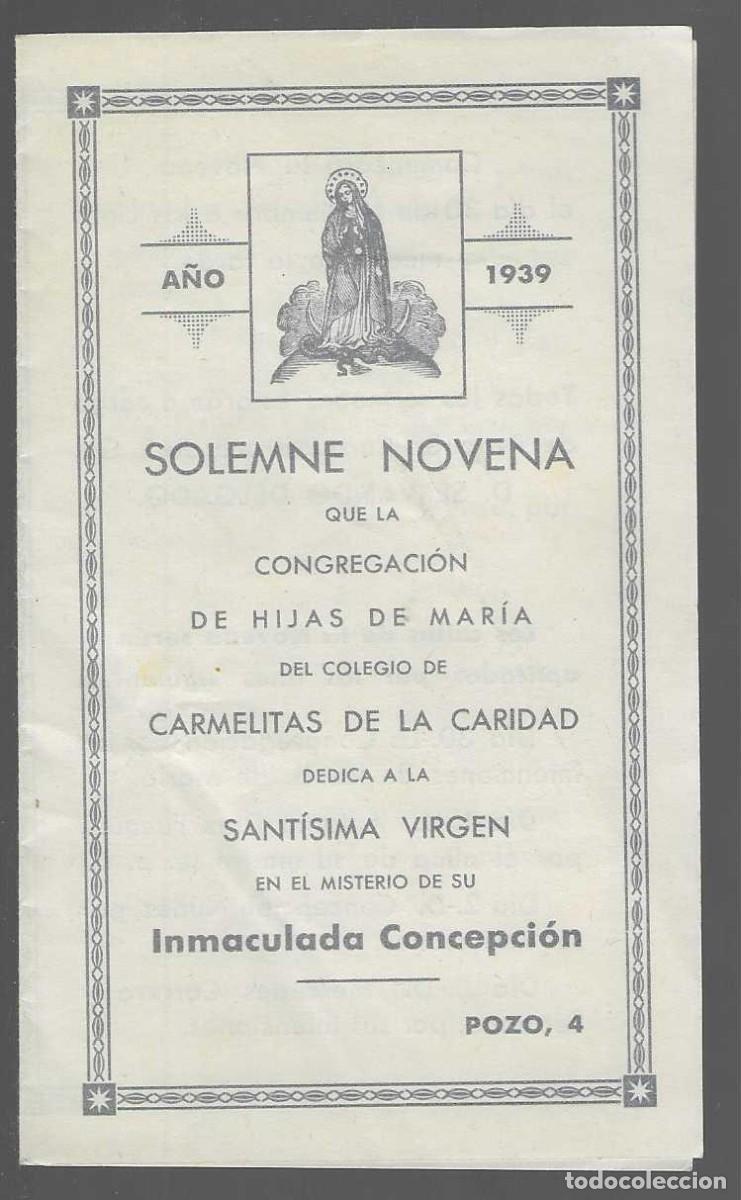 AÑO
1939
SOLEMNE NOVENA
QUE LA
CONGREGACIÓN
DE HIJAS DE MARÍA
DEL COLEGIO DE
CARMELITAS DE LA CARIDAD
DEDICA A LA
SANTÍSIMA VIRGEN
EN EL MISTERIO DE SU
Inmaculada Concepción
POZO, 4
todocoleccion